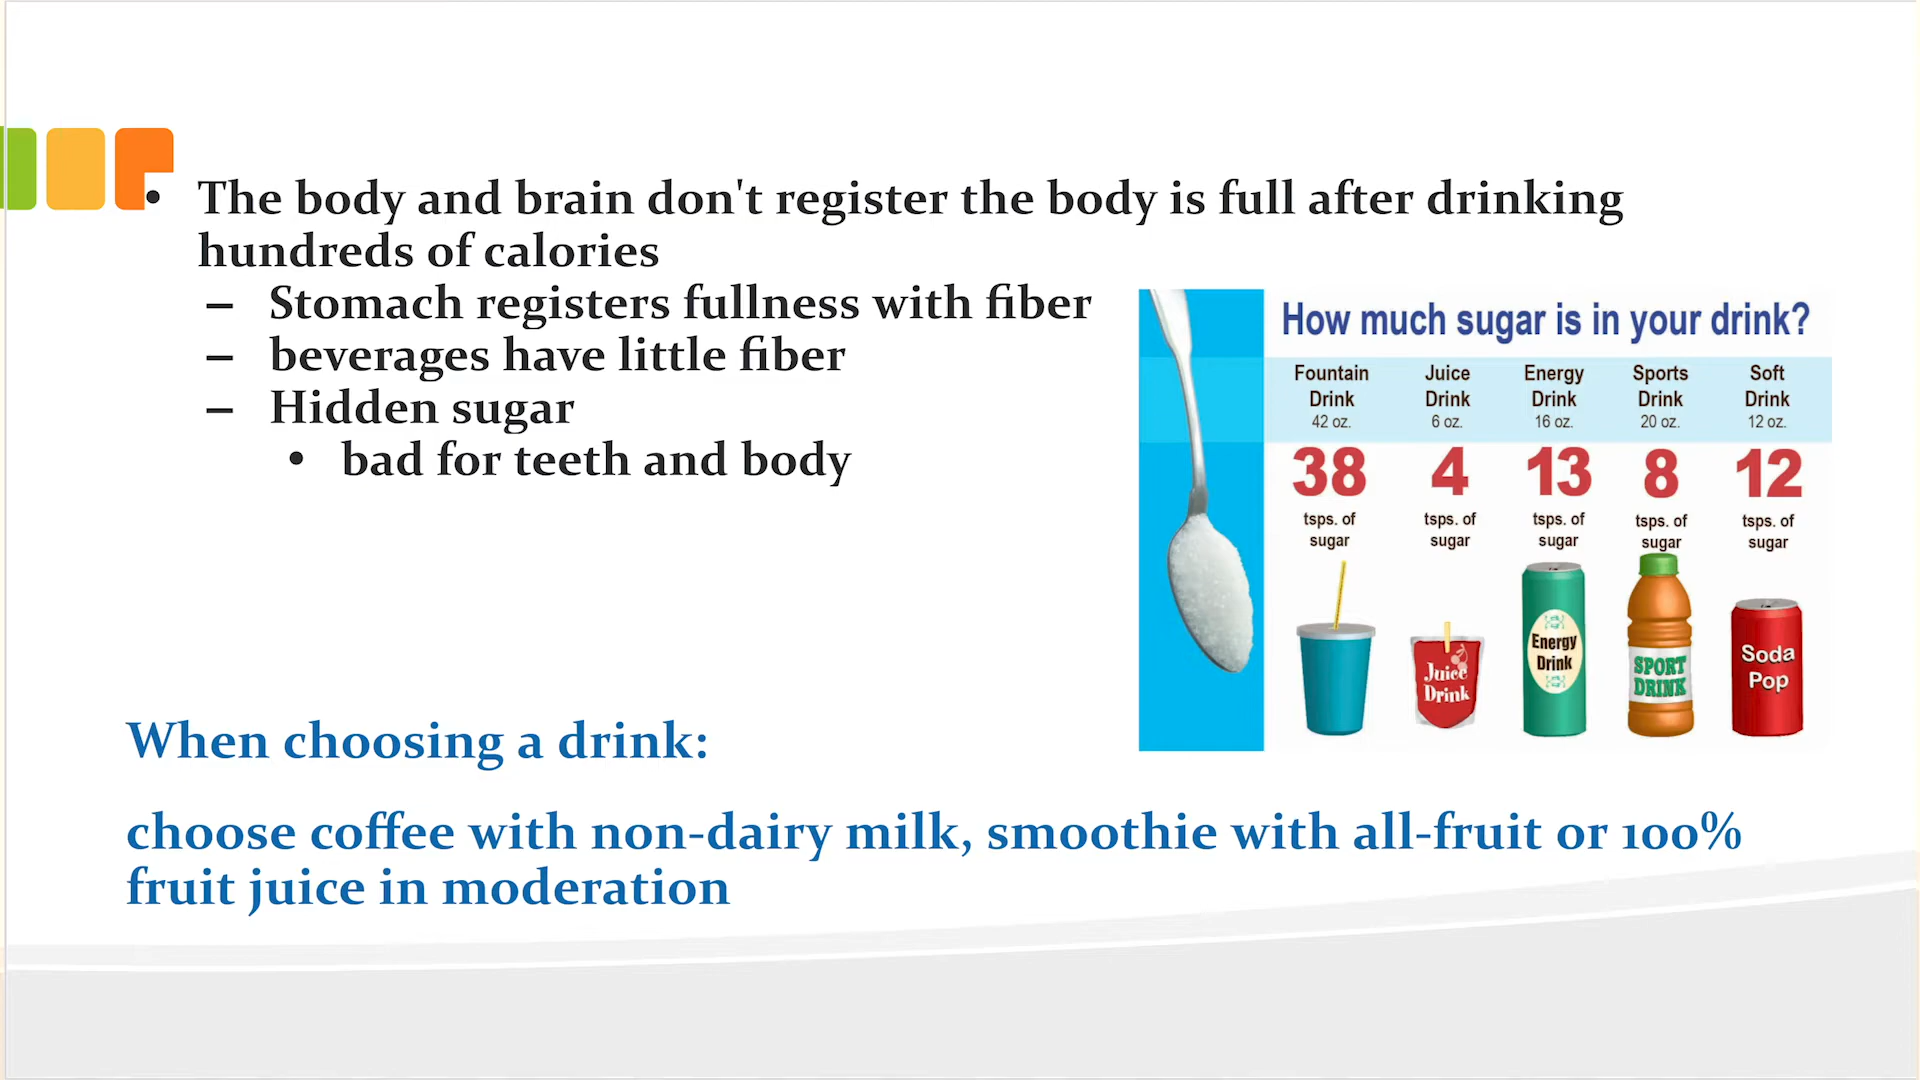 • The body and brain don't register the body is full after drinking
hundreds of calories
– Stomach registers fullness with fiber
– beverages have little fiber
– Hidden sugar
• bad for teeth and body
How much sugar is in your drink?
Fountain Drink 42 oz.
38 tsps. of sugar
Juice Drink 6 oz.
4 tsps. of sugar
Energy Drink 16 oz.
13 tsps. of sugar
Sports Drink 20 oz.
8 tsps. of sugar
Soft Drink 12 oz.
12 tsps. of sugar
Juice
Drink
Energy
Drink
SPORT
DRINK
Soda
Pop
When choosing a drink:
choose coffee with non-dairy milk, smoothie with all-fruit or 100%
fruit juice in moderation